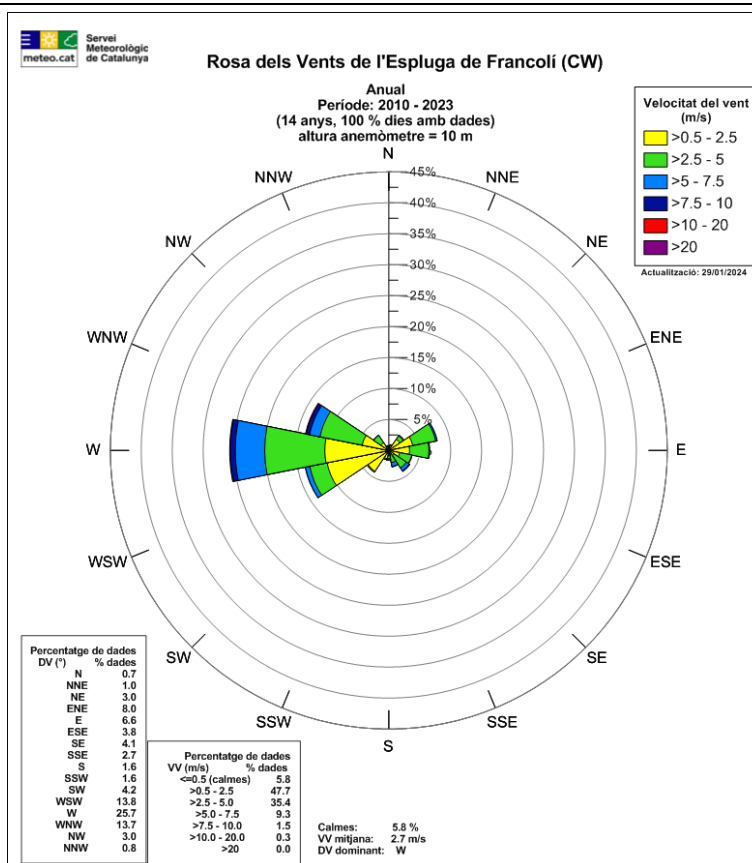 meteo.cat
Servei
Meteorològic
de Catalunya
Rosa dels Vents de l'Espluga de Francolí (CW)
Anual
Període: 2010 - 2023
(14 anys, 100 % dies amb dades)
altura anemòmetre = 10 m
Velocitat del vent
(m/s)
>0.5 - 2.5
>2.5 - 5
>5 - 7.5
>7.5 - 10
>10 - 20
>20
Actualització: 29/01/2024
N
NNE
NE
ENE
E
ESE
SE
SSE
S
SSW
SW
WSW
W
WNW
NW
NNW
45%
40%
35%
30%
25%
20%
15%
10%
5%
Percentatge de dades
DV (°) % dades
N 0.7
NNE 1.0
NE 3.0
ENE 8.0
E 6.6
ESE 3.8
SE 4.1
SSE 2.7
S 1.6
SSW 1.6
SW 4.2
WSW 13.8
W 25.7
WNW 13.7
NW 3.0
NNW 0.8
Percentatge de dades
VV (m/s) % dades
<=0.5 (calmes) 5.8
>0.5 - 2.5 47.7
>2.5 - 5.0 35.4
>5.0 - 7.5 9.3
>7.5 - 10.0 1.5
>10.0 - 20.0 0.3
>20 0.0
Calmes: 5.8 %
VV mitjana: 2.7 m/s
DV dominant: W